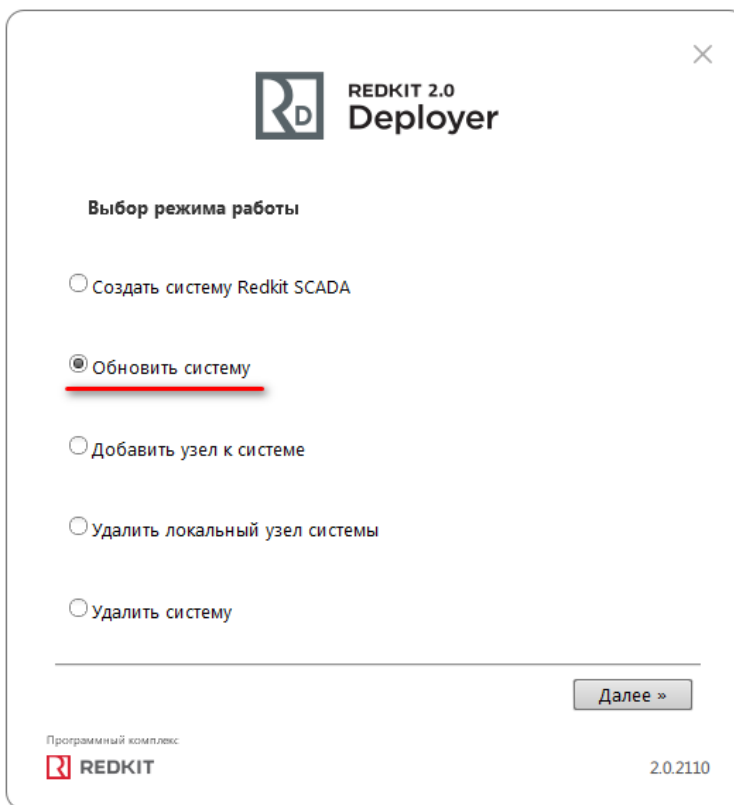 REDKIT 2.0
Deployer
Выбор режима работы
Создать систему Redkit SCADA
Обновить систему
Добавить узел к системе
Удалить локальный узел системы
Удалить систему
Далее »
Программный комплекс
REDKIT
2.0.2110